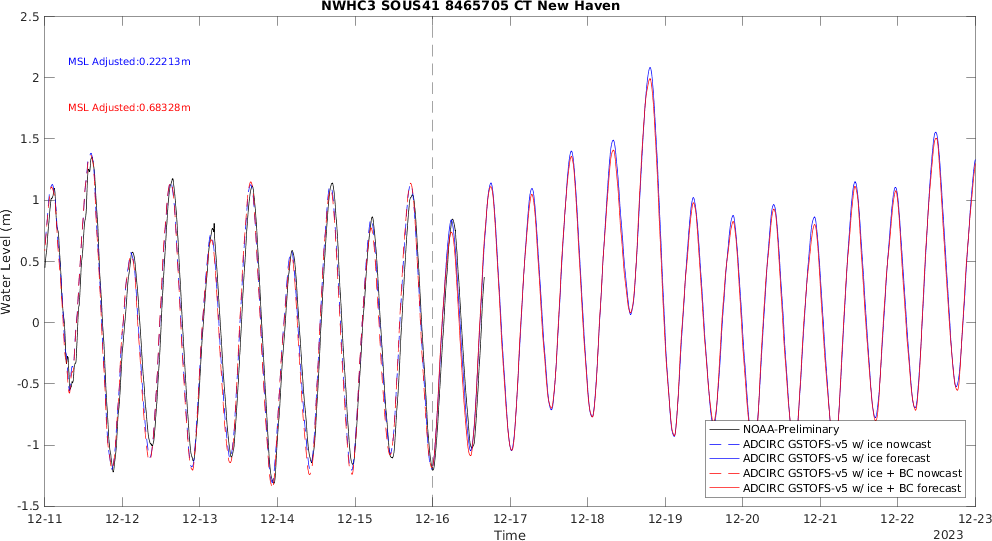 NWHC3 SOUS41 8465705 CT New Haven
2.5
MSL Adjusted:0.22213m
2
MSL Adjusted:0.68328m
1.5
1
0.5
0
-0.5
-1
-1.5
Water Level (m)
NOAA-Preliminary
ADCIRC GSTOFS-v5 w/ ice nowcast
ADCIRC GSTOFS-v5 w/ ice forecast
ADCIRC GSTOFS-v5 w/ ice + BC nowcast
ADCIRC GSTOFS-v5 w/ ice + BC forecast
12-11 12-12 12-13 12-14 12-15 12-16 12-17 12-18 12-19 12-20 12-21 12-22 12-23
Time
2023